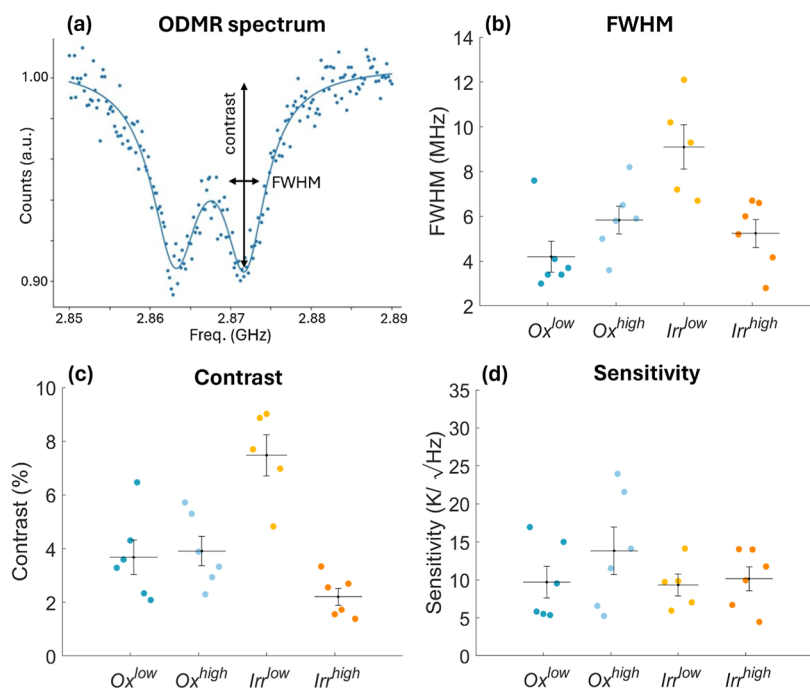 (a)
ODMR spectrum
1.00
0.90
Counts (a.u.)
contrast
FWHM
2.85
2.86
2.87
2.88
2.89
Freq. (GHz)
(b)
FWHM
14
12
10
8
6
4
2
FWHM (MHz)
Ox^low
Ox^high
Irr^low
Irr^high
(c)
Contrast
10
8
6
4
2
0
Contrast (%)
Ox^low
Ox^high
Irr^low
Irr^high
(d)
Sensitivity
35
30
25
20
15
10
5
0
Sensitivity (K/ √Hz)
Ox^low
Ox^high
Irr^low
Irr^high